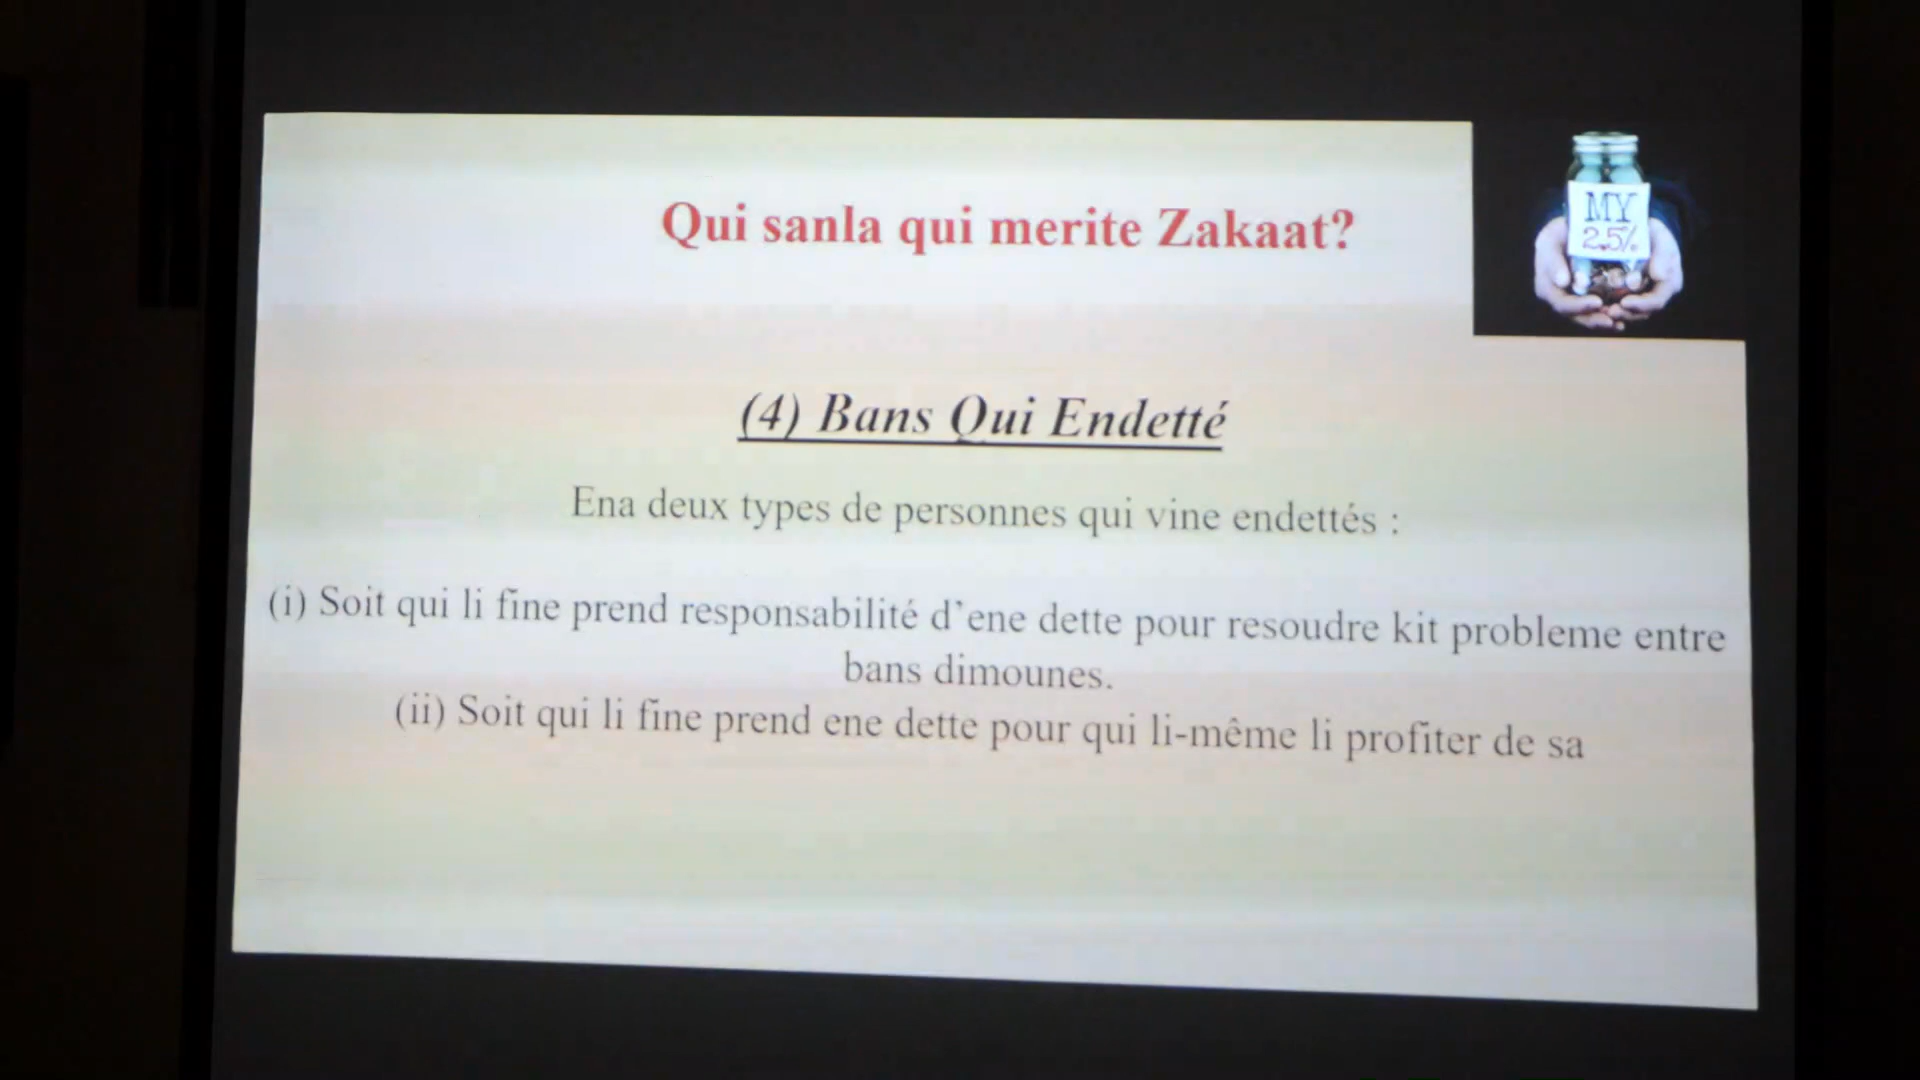 Qui sanla qui merite Zakaat?
MY
2.5%
(4) Bans Qui Endetté
Ena deux types de personnes qui vine endettés :
(i) Soit qui li fine prend responsabilité d'ene dette pour resoudre kit probleme entre
bans dimounes.
(ii) Soit qui li fine prend ene dette pour qui li-même li profiter de sa